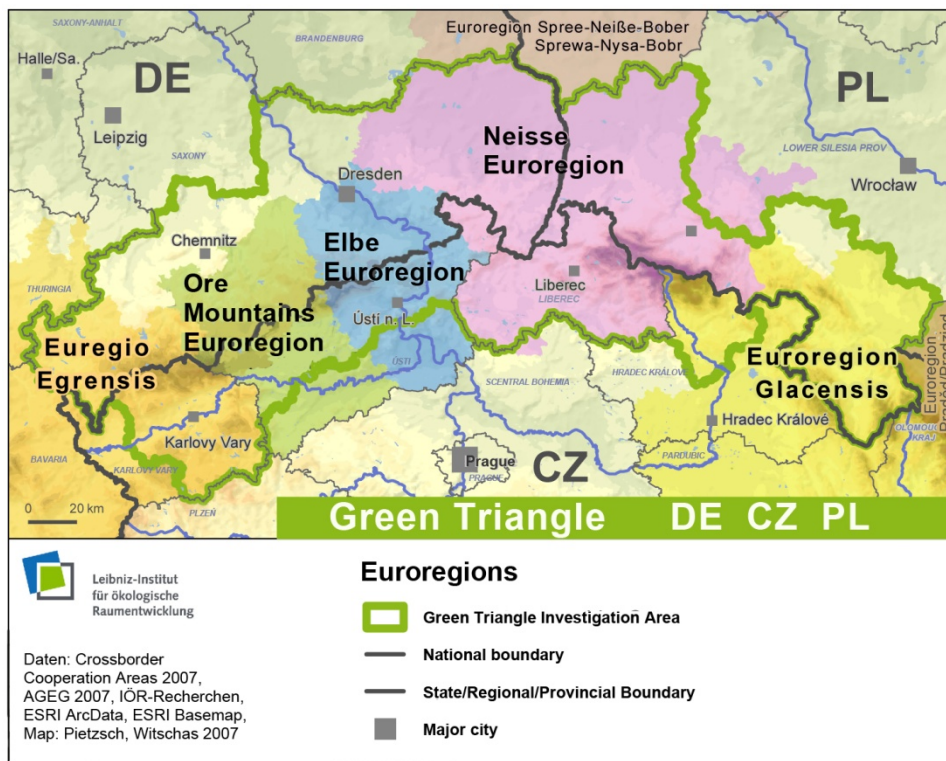 SAXONY-ANHALT
BRANDENBURG
Euroregion Spree-Neiße-Bober
Sprewa-Nysa-Bobr
Halle/Sa.
DE
PL
Leipzig
SAXONY
Neisse
Euroregion
LOWER SILESIA PROV
Dresden
Wrocław
Chemnitz
Elbe
Euroregion
Ore
Mountains
Euroregion
Liberec
LIBEREC
THURINGIA
Ústi n. L.
Euregio
Egrensis
ÚSTI
SCENTRAL BOHEMIA
HRADEC KRÁLOVÉ
Euroregion
Glacensis
Euroregion
Karlovy Vary
Hradec Králové
OLOMOUC
KRAJ
BAVARIA
KARLOVY VARY
Prague
PRAGUE
CZ
PARDUBIC
PLZEŇ
0 20 km
Green Triangle DE CZ PL
Leibniz-Institut
für ökologische
Raumentwicklung
Euroregions
Green Triangle Investigation Area
National boundary
State/Regional/Provincial Boundary
Major city
Daten: Crossborder
Cooperation Areas 2007,
AGEG 2007, IÖR-Recherchen,
ESRI ArcData, ESRI Basemap,
Map: Pietzsch, Witschas 2007